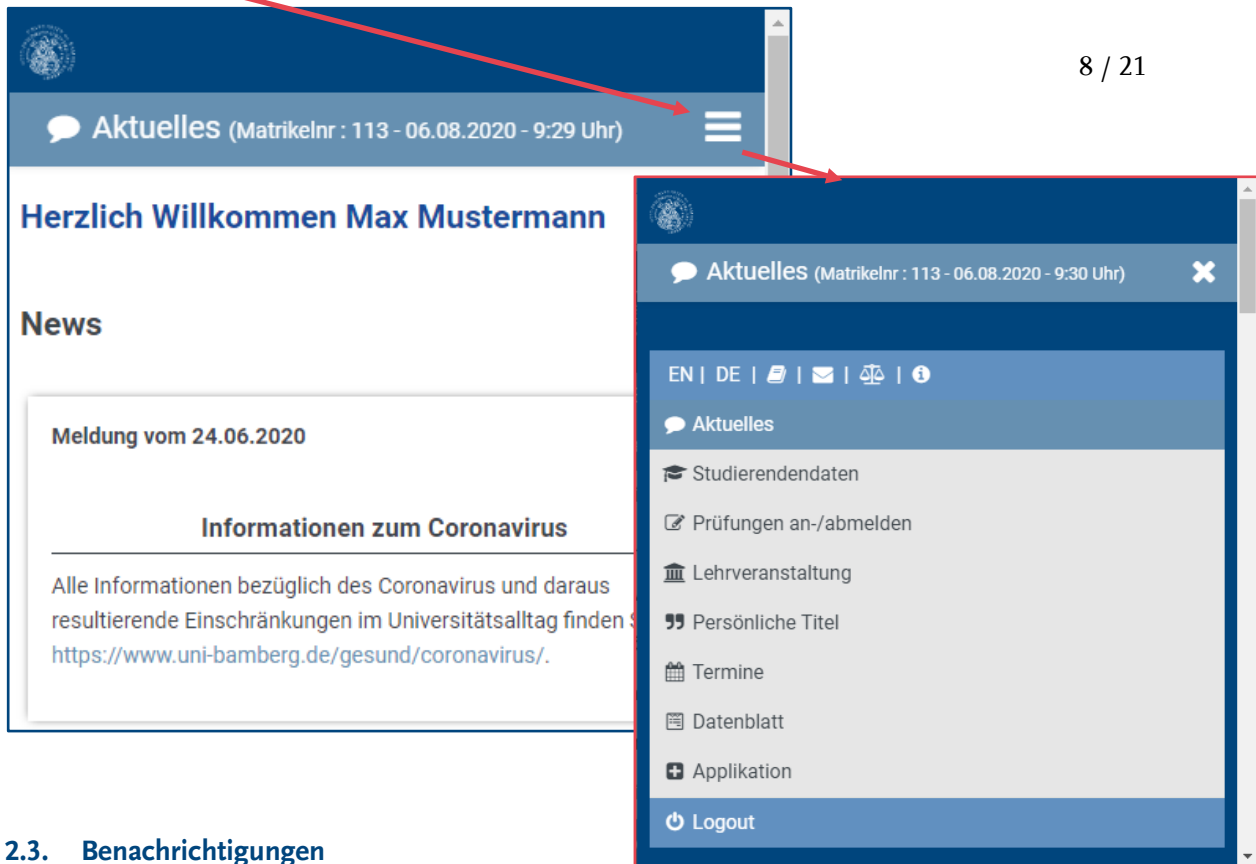 8 / 21
Aktuelles (Matrikelnr : 113 - 06.08.2020 - 9:29 Uhr)
Herzlich Willkommen Max Mustermann
News
Meldung vom 24.06.2020
Informationen zum Coronavirus
Alle Informationen bezüglich des Coronavirus und daraus
resultierende Einschränkungen im Universitätsalltag finden
https://www.uni-bamberg.de/gesund/coronavirus/.
Aktuelles (Matrikelnr : 113 - 06.08.2020 - 9:30 Uhr)
EN | DE | | | |
Aktuelles
Studierendendaten
Prüfungen an-/abmelden
Lehrveranstaltung
Persönliche Titel
Termine
Datenblatt
Applikation
Logout
2.3. Benachrichtigungen